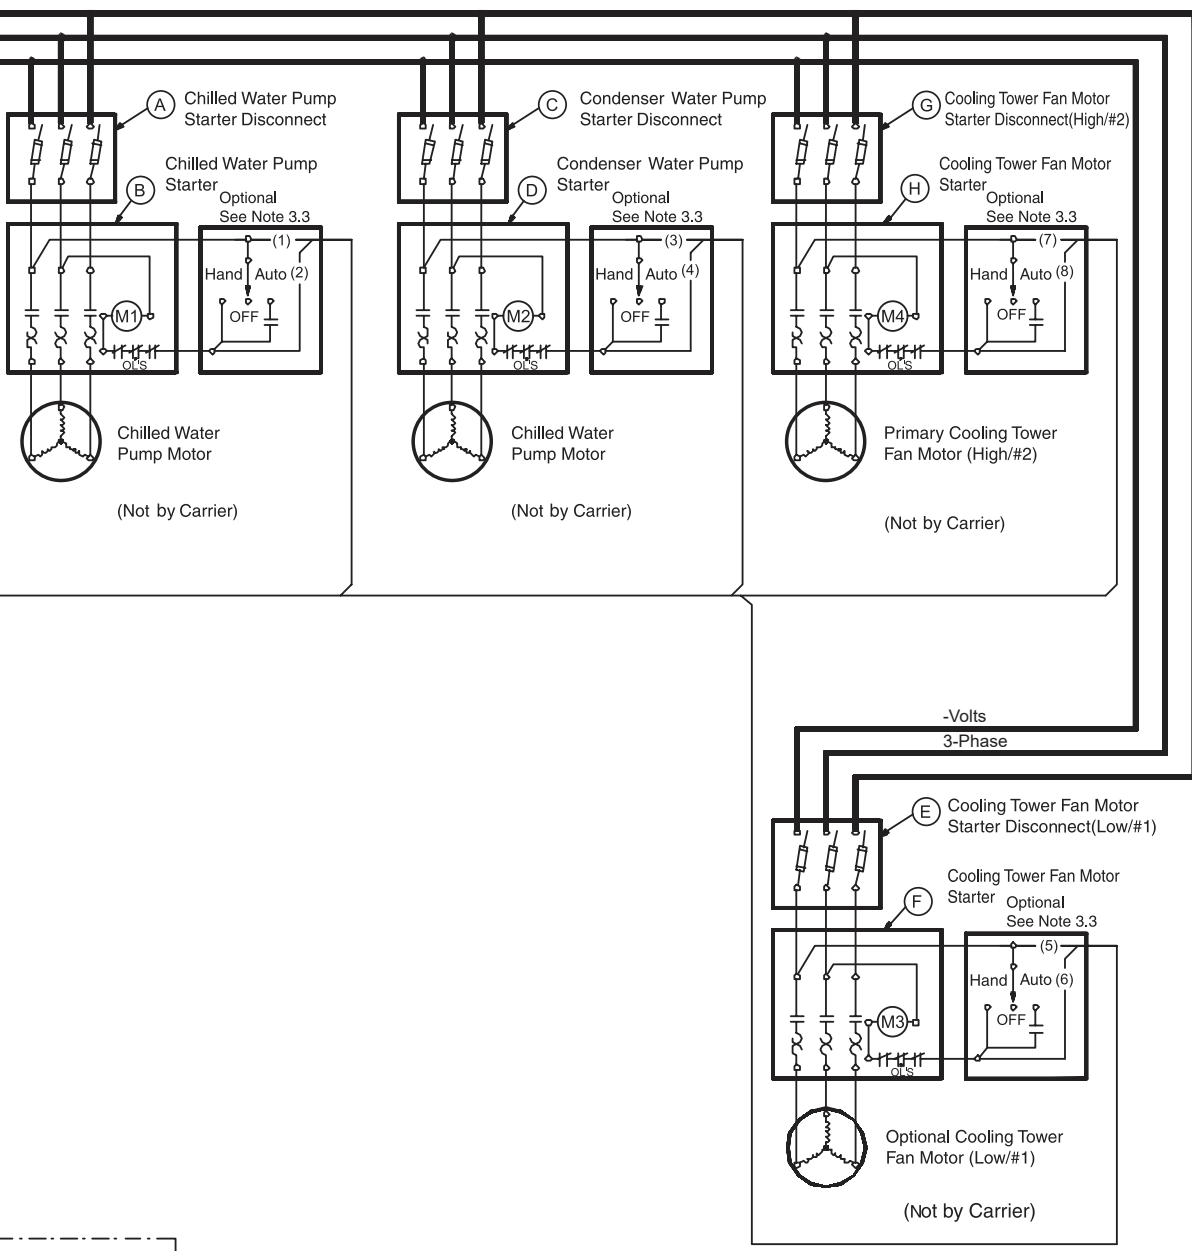 A
Chilled Water Pump
Starter Disconnect
B
Chilled Water Pump
Starter
Optional
See Note 3.3
(1)
Hand
Auto (2)
OFF
M1
OL'S
Chilled Water
Pump Motor
(Not by Carrier)
C
Condenser Water Pump
Starter Disconnect
D
Condenser Water Pump
Starter
Optional
See Note 3.3
(3)
Hand
Auto (4)
OFF
M2
OL'S
Chilled Water
Pump Motor
(Not by Carrier)
G
Cooling Tower Fan Motor
Starter Disconnect(High/#2)
H
Cooling Tower Fan Motor
Starter
Optional
See Note 3.3
(7)
Hand
Auto (8)
OFF
M4
OL'S
Primary Cooling Tower
Fan Motor (High/#2)
(Not by Carrier)
-Volts
3-Phase
E
Cooling Tower Fan Motor
Starter Disconnect(Low/#1)
F
Cooling Tower Fan Motor
Starter
Optional
See Note 3.3
(5)
Hand
Auto (6)
OFF
M3
OL'S
Optional Cooling Tower
Fan Motor (Low/#1)
(Not by Carrier)